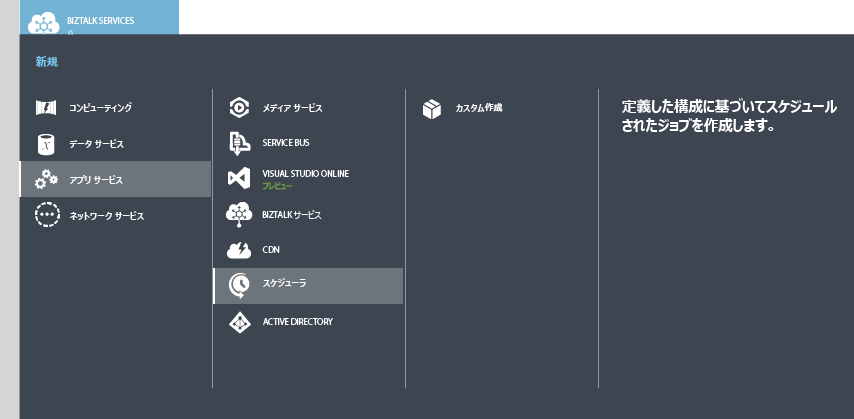 BIZTALK SERVICES
0
新規
コンピューティング
データ サービス
アプリ サービス
ネットワーク サービス
メディア サービス
SERVICE BUS
VISUAL STUDIO ONLINE
プレビュー
BIZTALK サービス
CDN
スケジューラ
ACTIVE DIRECTORY
カスタム作成
定義した構成に基づいてスケジュール
されたジョブを作成します。